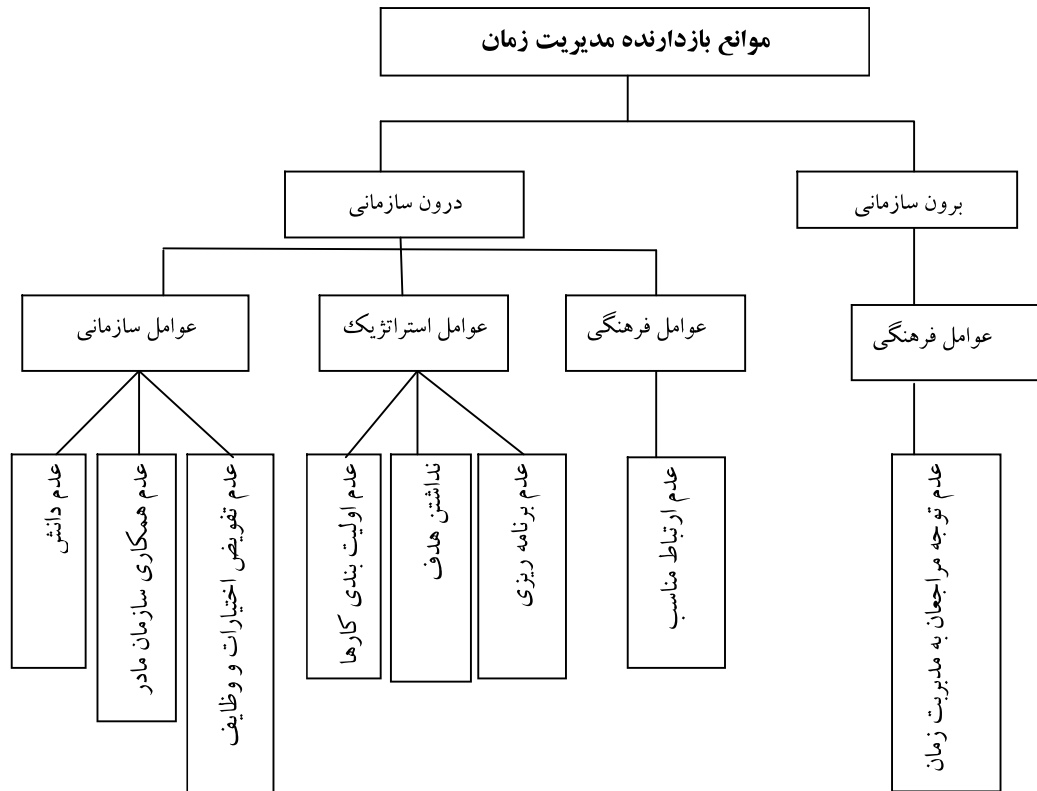 موانع بازدارنده مدیریت زمان
برون سازمانی
درون سازمانی
عوامل فرهنگی
عوامل فرهنگی
عوامل استراتژیک
عوامل سازمانی
عدم توجه مراجعان به مدیریت زمان
عدم ارتباط مناسب
عدم برنامه ریزی
نداشتن هدف
عدم اولیت بندی کارها
عدم تفویض اختیارات و وظایف
عدم همکاری سازمان مادر
عدم دانش